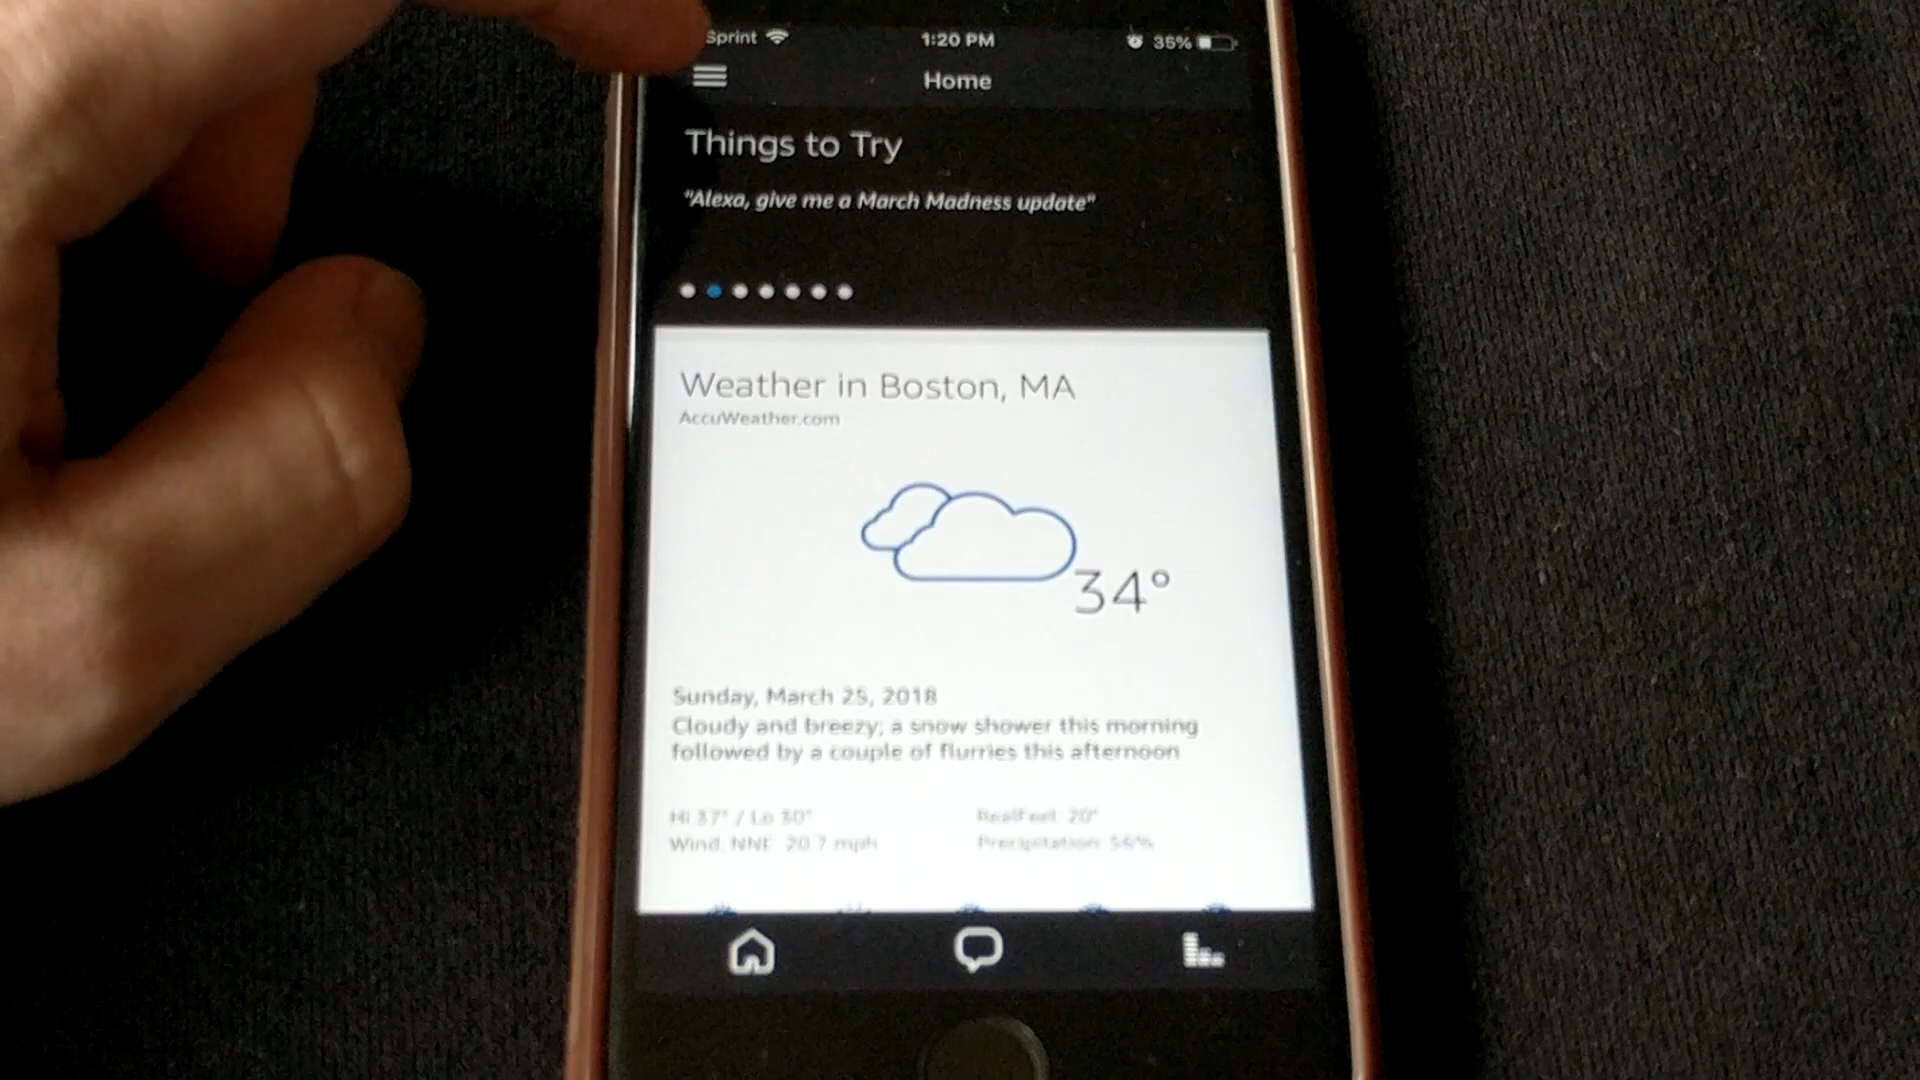 Sprint 1:20 PM 35%
Home
Things to Try
"Alexa, give me a March Madness update"
Weather in Boston, MA
AccuWeather.com
34°
Sunday, March 25, 2018
Cloudy and breezy; a snow shower this morning
followed by a couple of flurries this afternoon
Hi 37° / Lo 30° RealFeel: 20°
Wind: NNE 20.7 mph Precipitation: 56%